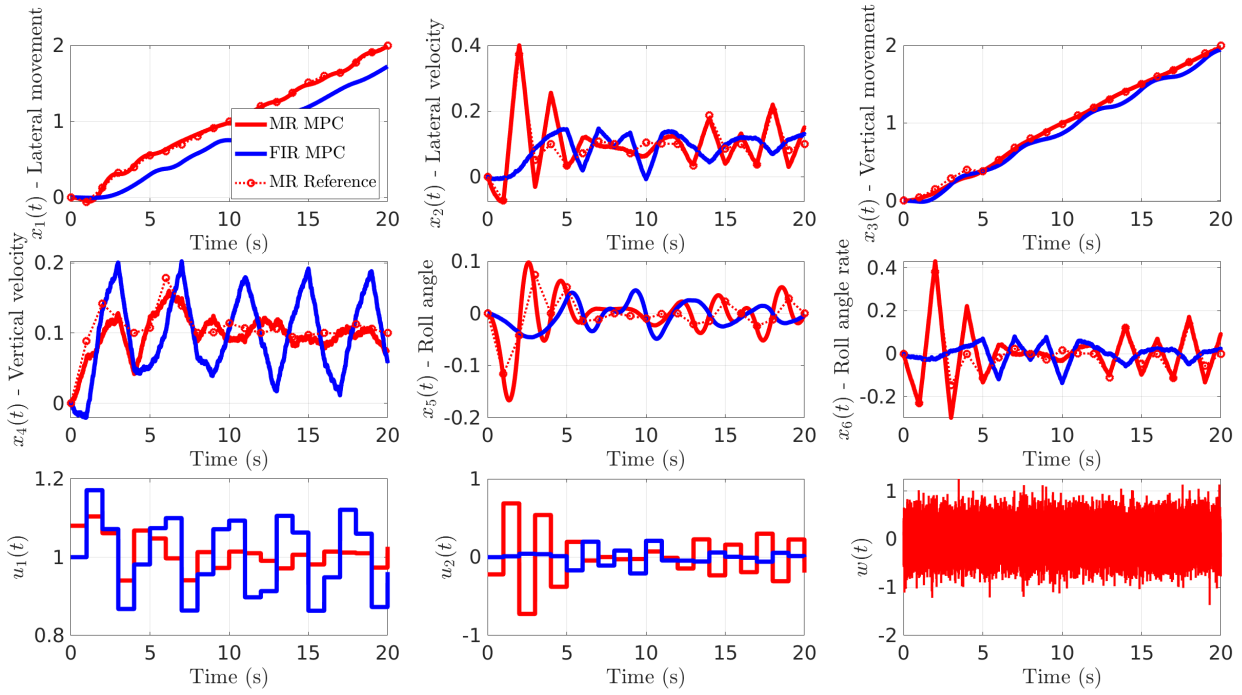 x₁(t) - Lateral movement
2
1
0
0 5 10 15 20
Time (s)
MR MPC
FIR MPC
MR Reference
x₂(t) - Lateral velocity
0.4
0.2
0
0 5 10 15 20
Time (s)
x₃(t) - Vertical movement
2
1
0
0 5 10 15 20
Time (s)
x₄(t) - Vertical velocity
0.2
0.1
0
0 5 10 15 20
Time (s)
x₅(t) - Roll angle
0.1
0
-0.1
-0.2
0 5 10 15 20
Time (s)
x₆(t) - Roll angle rate
0.4
0.2
0
-0.2
0 5 10 15 20
Time (s)
u₁(t)
1.2
1
0.8
0 5 10 15 20
Time (s)
u₂(t)
1
0
-1
0 5 10 15 20
Time (s)
w(t)
1
0
-1
-2
0 5 10 15 20
Time (s)